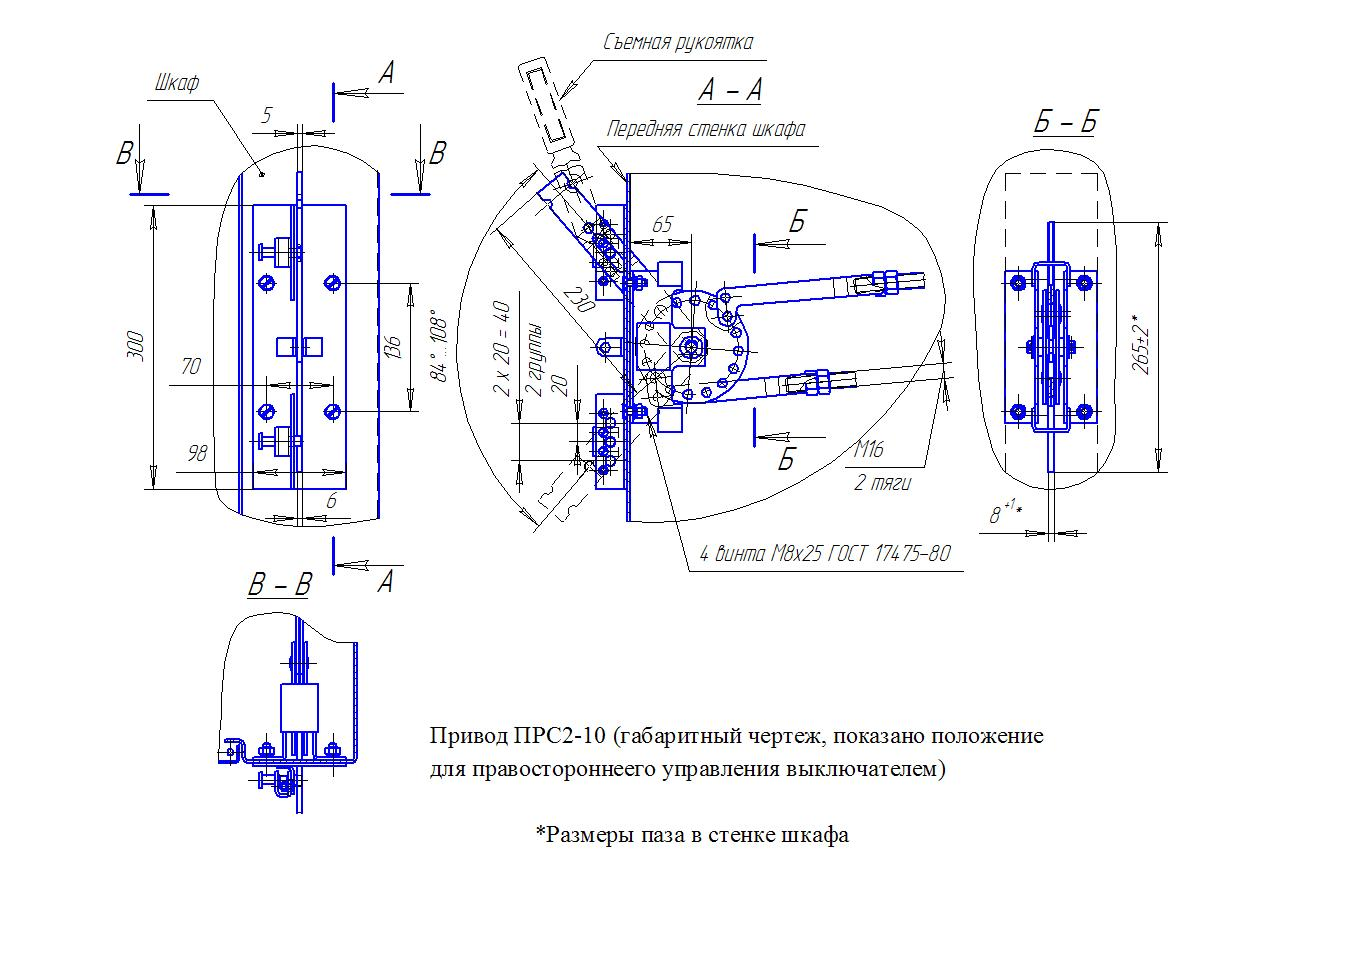 Съемная рукоятка
А
А – А
Шкаф
5
Передняя стенка шкафа
Б – Б
В
В
65
Б
300
136
70
98
6
84°...108°
230
2 x 20 = 40
2 группы
20
265±2*
Б
М16
2 тяги
8⁺¹*
4 винта М8х25 ГОСТ 17475-80
А
В – В
Привод ПРС2-10 (габаритный чертеж, показано положение
для правостороннеего управления выключателем)
*Размеры паза в стенке шкафа